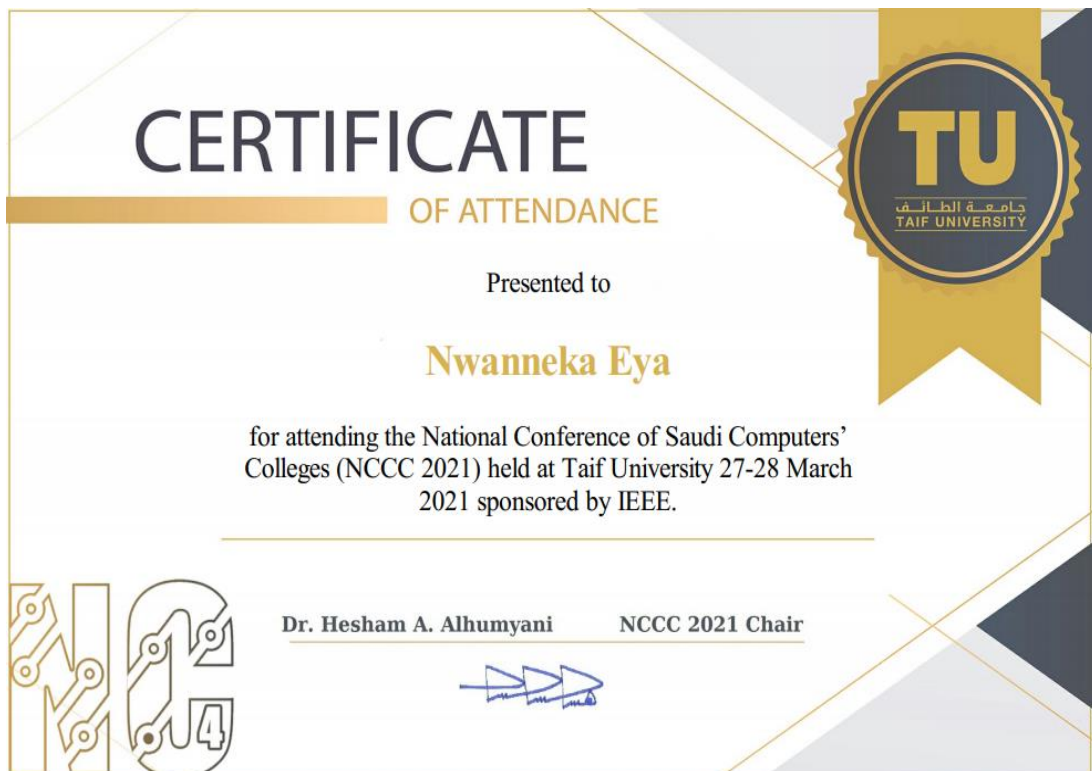 CERTIFICATE
OF ATTENDANCE
TU
جامعة الطائف
TAIF UNIVERSITY
Presented to
Nwanneka Eya
for attending the National Conference of Saudi Computers’
Colleges (NCCC 2021) held at Taif University 27-28 March
2021 sponsored by IEEE.
Dr. Hesham A. Alhumyani NCCC 2021 Chair
NC4